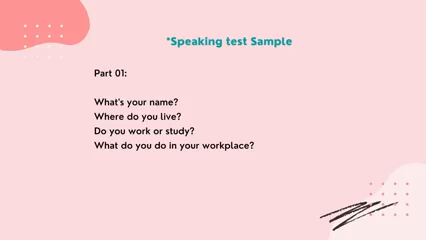 *Speaking test Sample
Part 01:
What's your name?
Where do you live?
Do you work or study?
What do you do in your workplace?